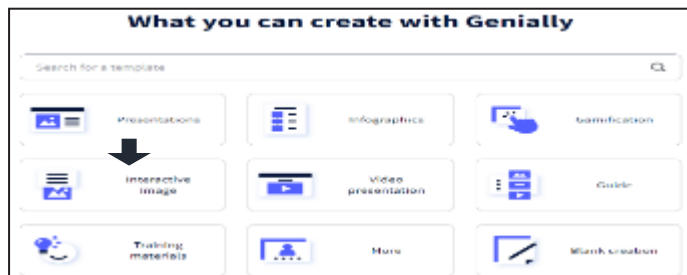 What you can create with Genially
Search for a template
Presentations
Infographics
Gamification
Interactive
Image
Video
presentation
Guide
Training
materials
More
Blank creation